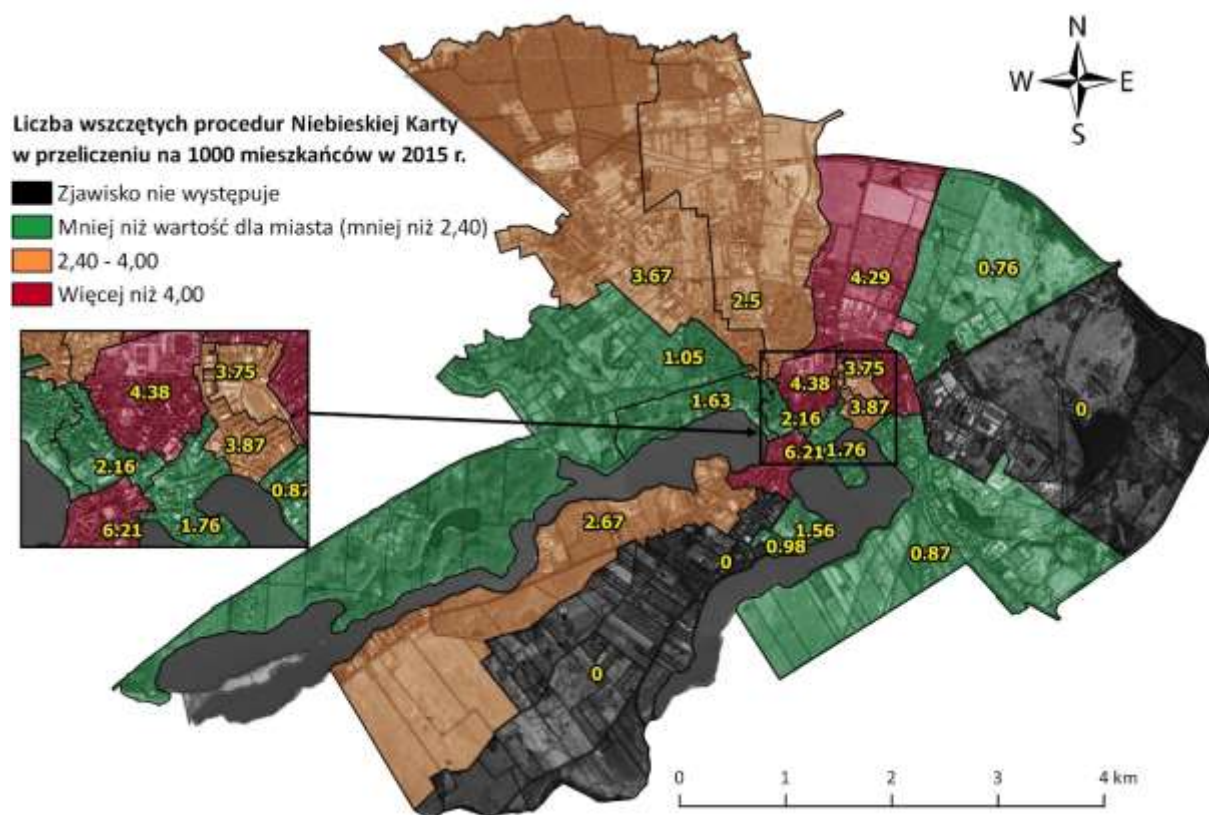 N
W E
S
Liczba wszczętych procedur Niebieskiej Karty
w przeliczeniu na 1000 mieszkańców w 2015 r.
Zjawisko nie występuje
Mniej niż wartość dla miasta (mniej niż 2,40)
2,40 - 4,00
Więcej niż 4,00
3.67
2.5
4.29
0.76
1.05
1.63
4.38
3.75
2.16
3.87
6.21
1.76
0
2.67
1.56
0.98
0.87
0
0
4.38
3.75
3.87
2.16
0.87
6.21
1.76
0 1 2 3 4 km